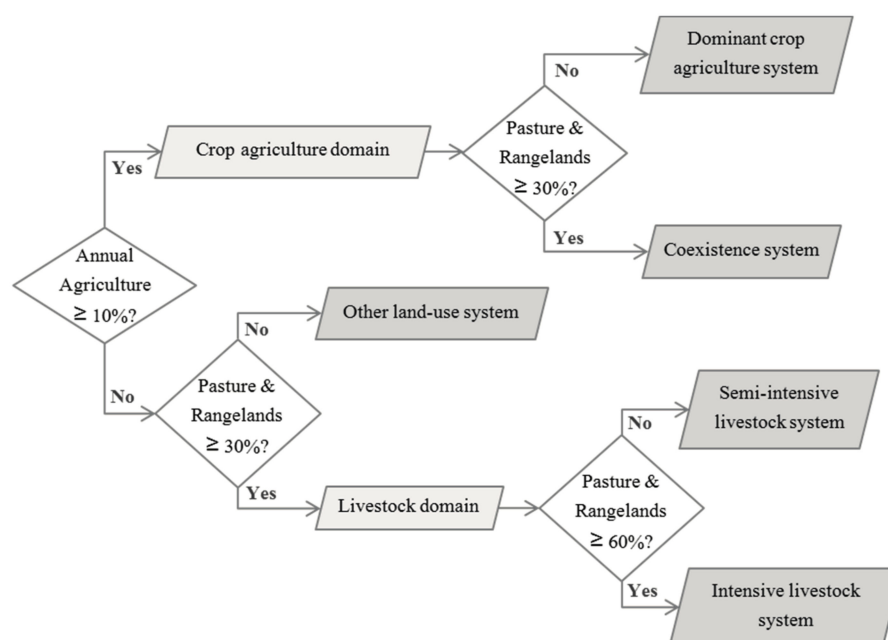 Dominant crop
agriculture system
No
Pasture &
Rangelands
≥ 30%?
Crop agriculture domain
Yes
Yes
Coexistence system
Annual
Agriculture
≥ 10%?
Other land-use system
No
No
Pasture &
Rangelands
≥ 30%?
Semi-intensive
livestock system
No
Yes
Livestock domain
Pasture &
Rangelands
≥ 60%?
Yes
Intensive livestock
system